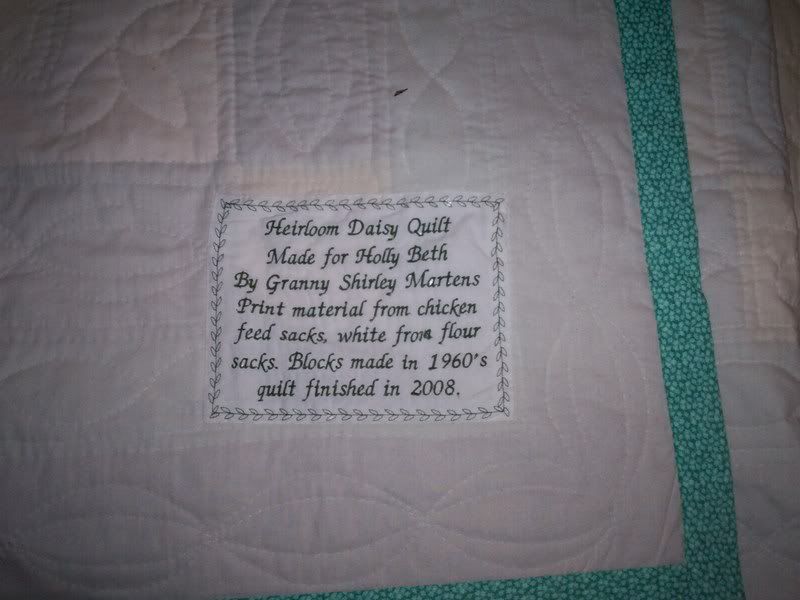 Heirloom Daisy Quilt
Made for Holly Beth
By Granny Shirley Martens
Print material from chicken
feed sacks, white from flour
sacks. Blocks made in 1960's
quilt finished in 2008.